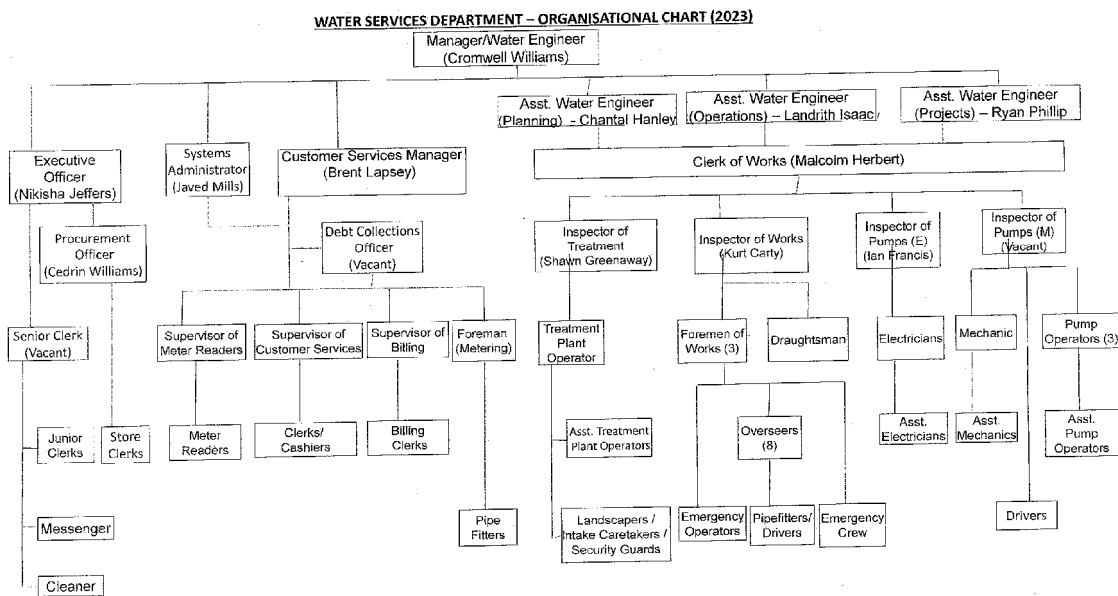 WATER SERVICES DEPARTMENT – ORGANISATIONAL CHART (2023)
Manager/Water Engineer
(Cromwell Williams)
Asst. Water Engineer
(Planning) - Chantal Hanley
Asst. Water Engineer
(Operations) – Landrith Isaac
Asst. Water Engineer
(Projects) – Ryan Phillip
Executive
Officer
(Nikisha Jeffers)
Systems
Administrator
(Javed Mills)
Customer Services Manager
(Brent Lapsey)
Clerk of Works (Malcolm Herbert)
Procurement
Officer
(Cedrin Williams)
Debt Collections
Officer
(Vacant)
Inspector of
Treatment
(Shawn Greenaway)
Inspector of Works
(Kurt Carty)
Inspector of
Pumps (E)
(Ian Francis)
Inspector of
Pumps (M)
(Vacant)
Senior Clerk
(Vacant)
Supervisor of
Meter Readers
Supervisor of
Customer Services
Supervisor of
Billing
Foreman
(Metering)
Treatment
Plant
Operator
Foremen of
Works (3)
Draughtsman
Electricians
Mechanic
Pump
Operators (3)
Junior
Clerks
Store
Clerks
Meter
Readers
Clerks/
Cashiers
Billing
Clerks
Asst. Treatment
Plant Operators
Overseers
(8)
Asst.
Electricians
Asst.
Mechanics
Asst.
Pump
Operators
Messenger
Pipe
Fitters
Landscapers /
Intake Caretakers /
Security Guards
Emergency
Operators
Pipefitters/
Drivers
Emergency
Crew
Drivers
Cleaner